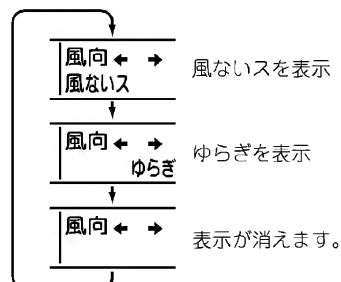 風向← →
風ないス
風ないスを表示
風向← →
ゆらぎ
ゆらぎを表示
風向← →
表示が消えます。